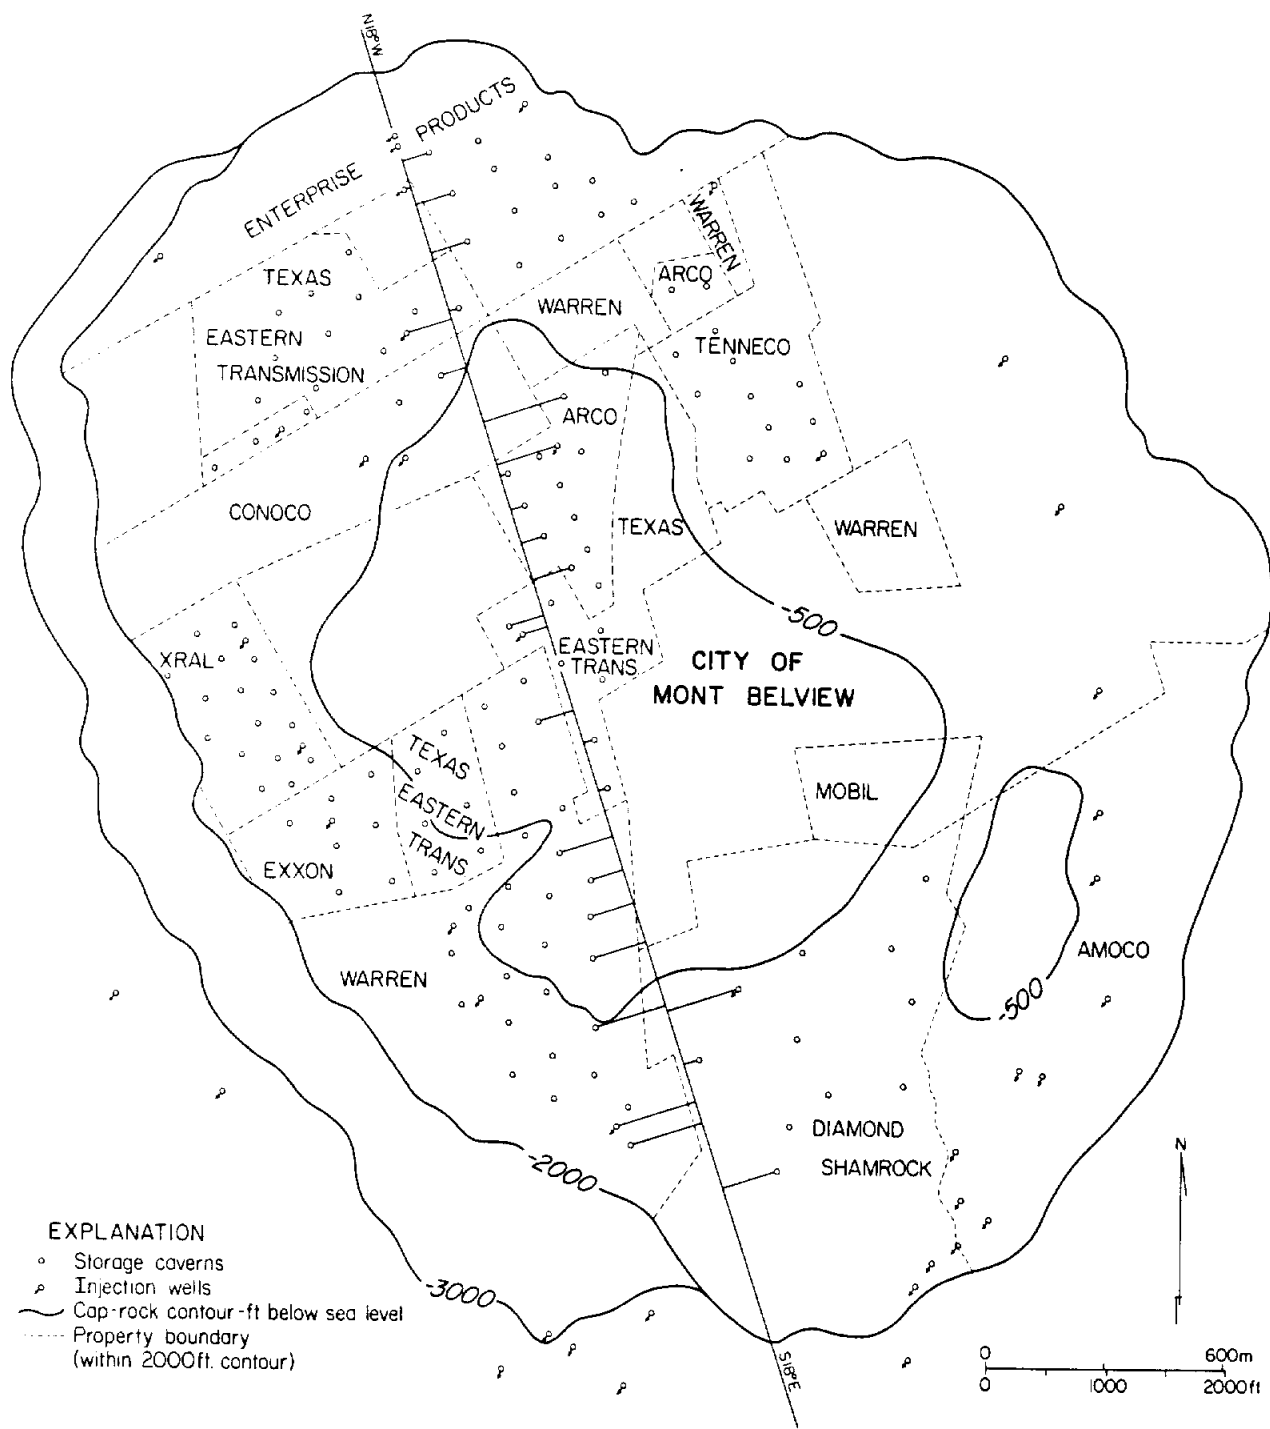 N18°W
PRODUCTS
ENTERPRISE
WARREN
TEXAS
ARCO
WARREN
EASTERN
TENNECO
TRANSMISSION
ARCO
CONOCO
TEXAS
WARREN
-500
XRAL
EASTERN
TRANS
CITY OF
MONT BELVIEW
TEXAS
MOBIL
EASTERN
TRANS
EXXON
AMOCO
WARREN
-500
DIAMOND
SHAMROCK
-2000
N
EXPLANATION
Storage caverns
Injection wells
Cap-rock contour-ft below sea level
Property boundary
(within 2000ft. contour)
-3000
S18°E
0 600m
0 1000 2000ft